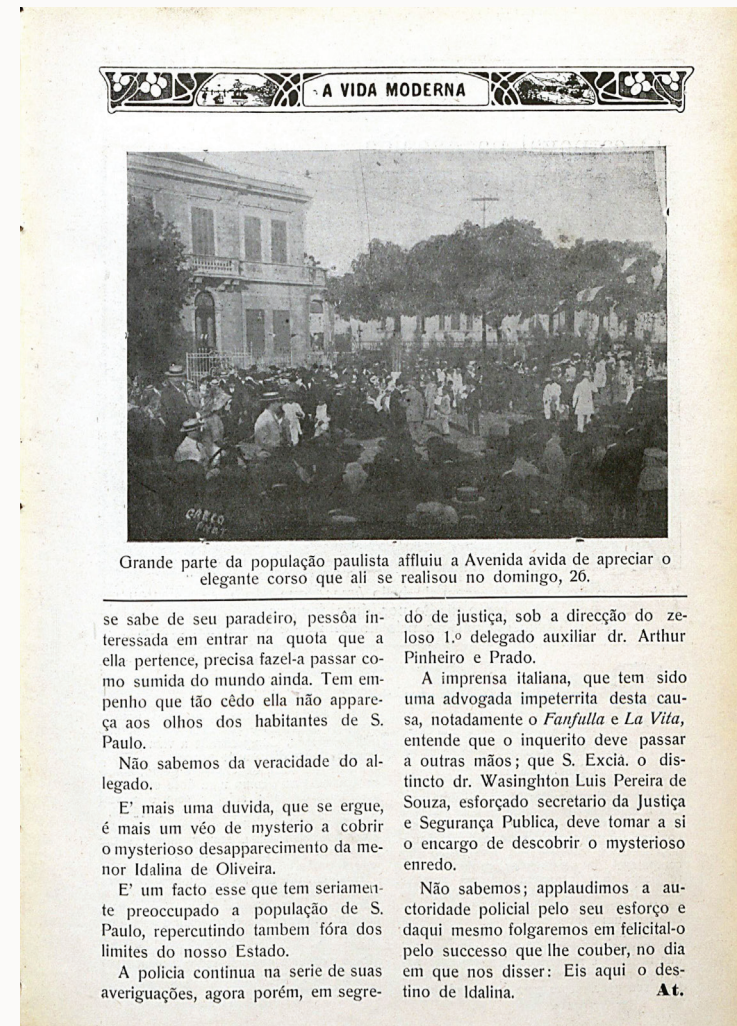 A VIDA MODERNA
GARCO
PHOT
Grande parte da população paulista affluiu a Avenida avida de apreciar o
elegante corso que ali se realisou no domingo, 26.
se sabe de seu paradeiro, pessôa in-
teressada em entrar na quota que a
ella pertence, precisa fazel-a passar co-
mo sumida do mundo ainda. Tem em-
penho que tão cêdo ella não appare-
ça aos olhos dos habitantes de S.
Paulo.
Não sabemos da veracidade do al-
legado.
E' mais uma duvida, que se ergue,
é mais um véo de mysterio a cobrir
o mysterioso desapparecimento da me-
nor Idalina de Oliveira.
E' um facto esse que tem seriamen-
te preoccupado a população de S.
Paulo, repercutindo tambem fóra dos
limites do nosso Estado.
A policia continua na serie de suas
averiguações, agora porém, em segre-
do de justiça, sob a direcção do ze-
loso 1.º delegado auxiliar dr. Arthur
Pinheiro e Prado.
A imprensa italiana, que tem sido
uma advogada impeterrita desta cau-
sa, notadamente o Fanfulla e La Vita,
entende que o inquerito deve passar
a outras mãos; que S. Excia. o dis-
tincto dr. Wasinghton Luis Pereira de
Souza, esforçado secretario da Justiça
e Segurança Publica, deve tomar a si
o encargo de descobrir o mysterioso
enredo.
Não sabemos; applaudimos a au-
ctoridade policial pelo seu esforço e
daqui mesmo folgaremos em felicital-o
pelo successo que lhe couber, no dia
em que nos disser: Eis aqui o des-
tino de Idalina. At.